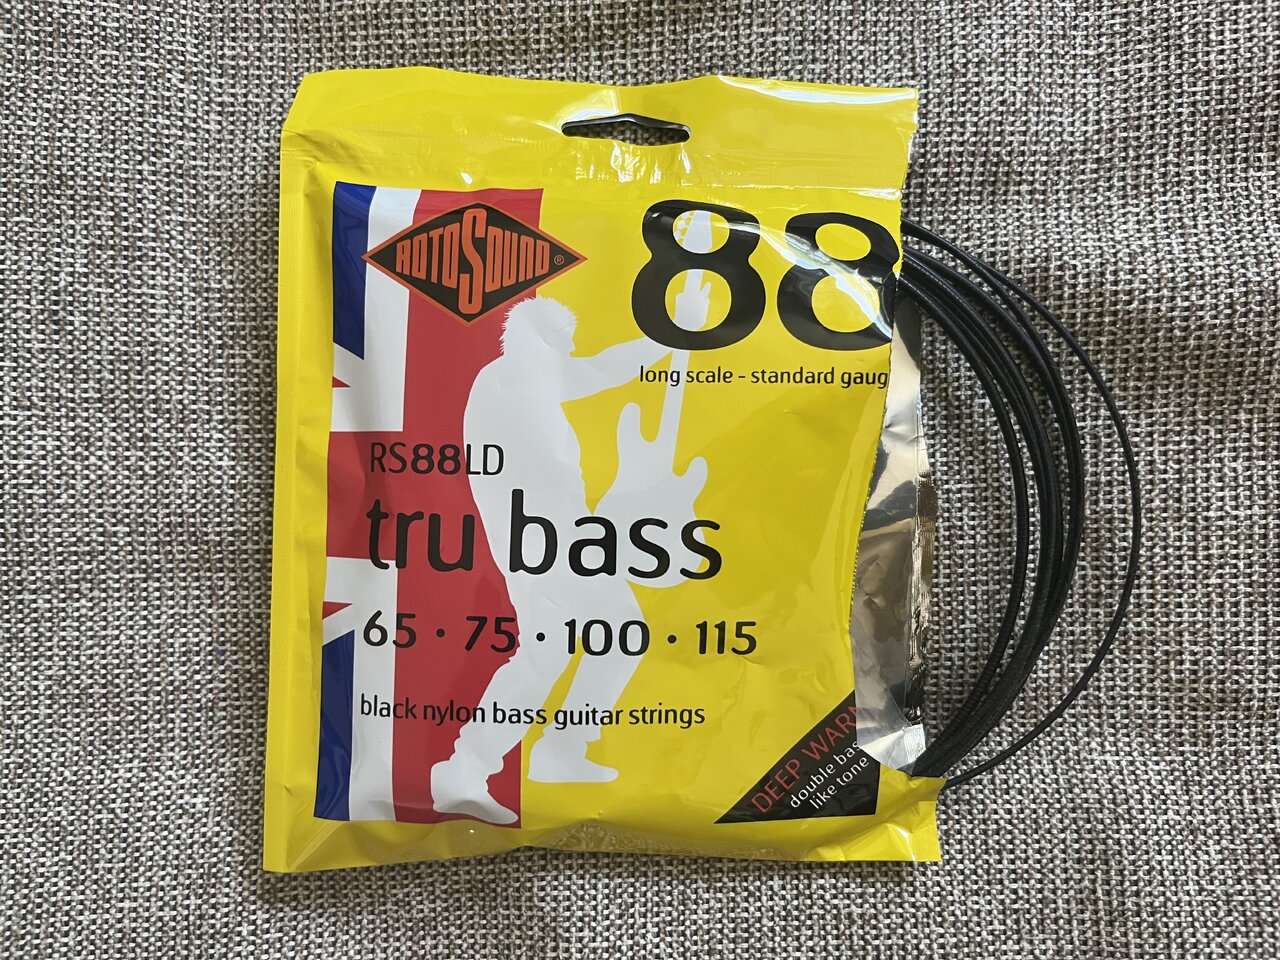 ROTOSOUND®
88
long scale - standard gaug
RS88LD
tru bass
65 · 75 · 100 · 115
black nylon bass guitar strings
DEEP WARM
double bas
like tone